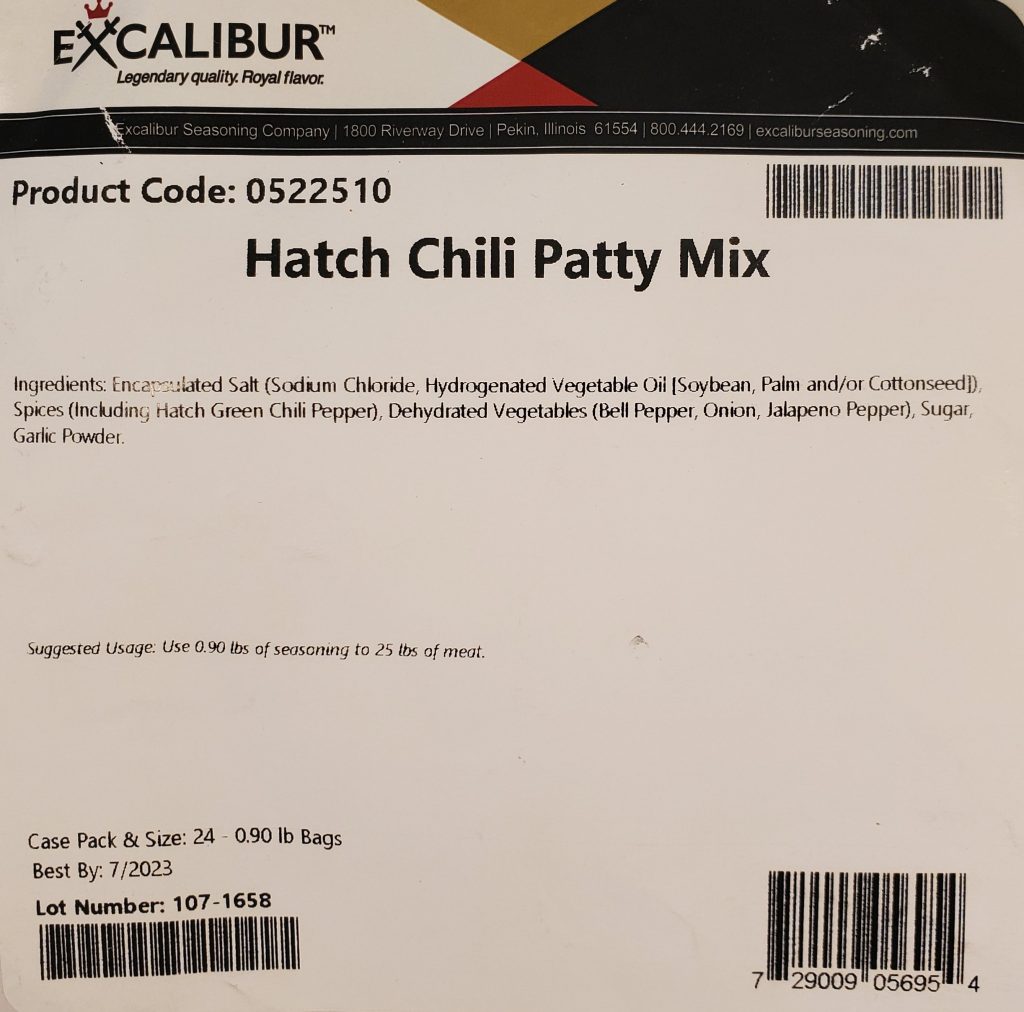 EXCALIBUR™
Legendary quality. Royal flavor.
Excalibur Seasoning Company | 1800 Riverway Drive | Pekin, Illinois 61554 | 800.444.2169 | excaliburseasoning.com
Product Code: 0522510
Hatch Chili Patty Mix
Ingredients: Encapsulated Salt (Sodium Chloride, Hydrogenated Vegetable Oil [Soybean, Palm and/or Cottonseed]),
Spices (Including Hatch Green Chili Pepper), Dehydrated Vegetables (Bell Pepper, Onion, Jalapeno Pepper), Sugar,
Garlic Powder.
Suggested Usage: Use 0.90 lbs of seasoning to 25 lbs of meat.
Case Pack & Size: 24 - 0.90 lb Bags
Best By: 7/2023
Lot Number: 107-1658
7 29009 05695 4